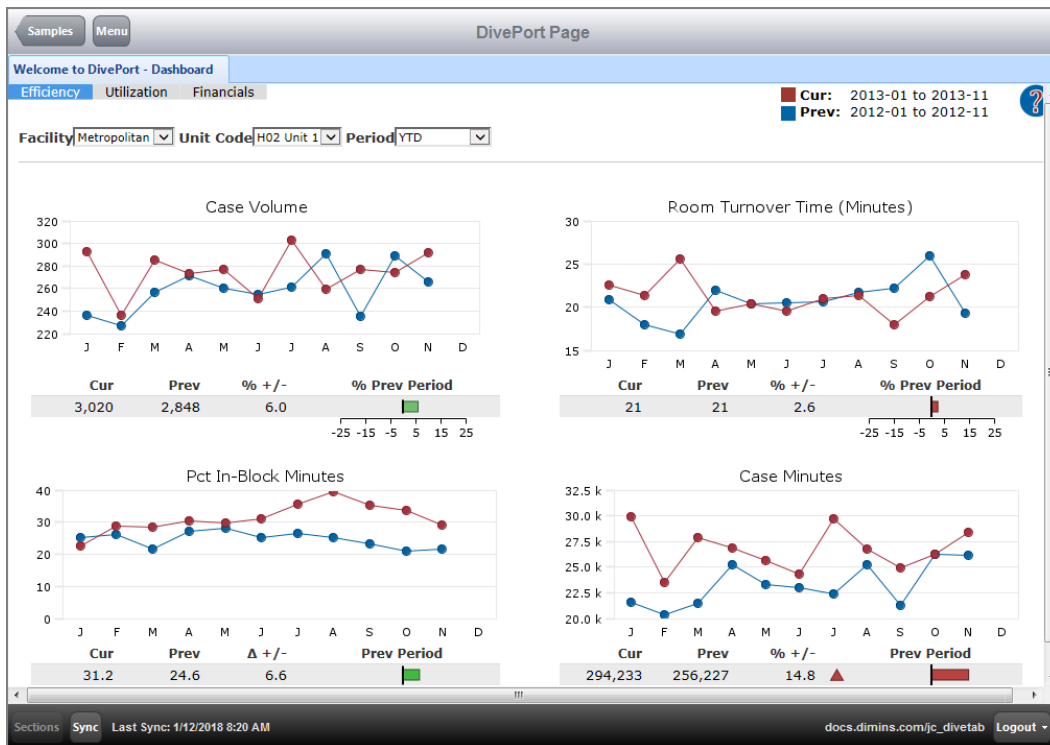 Samples Menu DivePort Page
Welcome to DivePort - Dashboard
Efficiency Utilization Financials
Cur: 2013-01 to 2013-11
Prev: 2012-01 to 2012-11
?
Facility Metropolitan Unit Code H02 Unit 1 Period YTD
Case Volume
320
300
280
260
240
220
J F M A M J J A S O N D
Cur Prev % +/- % Prev Period
3,020 2,848 6.0
-25 -15 -5 5 15 25
Room Turnover Time (Minutes)
30
25
20
15
J F M A M J J A S O N D
Cur Prev % +/- % Prev Period
21 21 2.6
-25 -15 -5 5 15 25
Pct In-Block Minutes
40
30
20
10
0
J F M A M J J A S O N D
Cur Prev Δ +/- Prev Period
31.2 24.6 6.6
Case Minutes
32.5 k
30.0 k
27.5 k
25.0 k
22.5 k
20.0 k
J F M A M J J A S O N D
Cur Prev % +/- Prev Period
294,233 256,227 14.8
Sections Sync Last Sync: 1/12/2018 8:20 AM docs.dimins.com/jc_divetab Logout